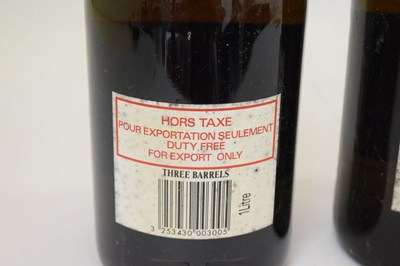 HORS TAXE
POUR EXPORTATION SEULEMENT
DUTY FREE
FOR EXPORT ONLY
THREE BARRELS
3 253430 003005
1 Litre